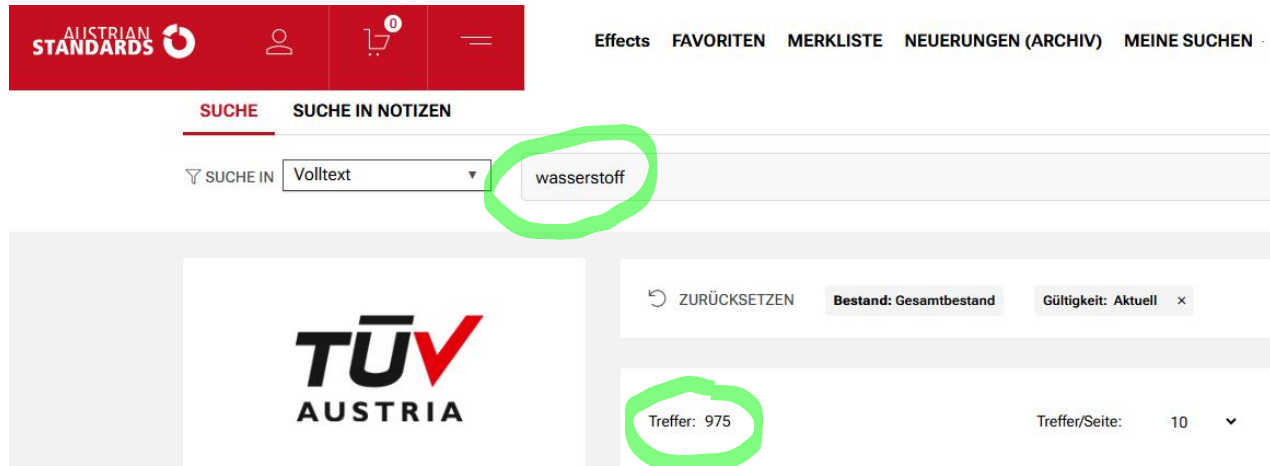 AUSTRIAN
STANDARDS
0
Effects FAVORITEN MERKLISTE NEUERUNGEN (ARCHIV) MEINE SUCHEN
SUCHE SUCHE IN NOTIZEN
SUCHE IN Volltext ▼ wasserstoff
ZURÜCKSETZEN Bestand: Gesamtbestand Gültigkeit: Aktuell ×
TÜV
AUSTRIA
Treffer: 975 Treffer/Seite: 10